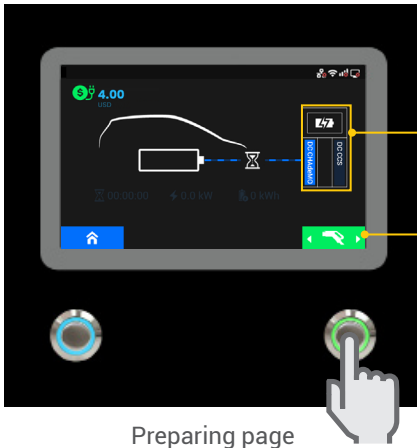 4.00
USD
DC CHAdeMO
DC CCS
00:00:00
0.0 kW
0 kWh
Preparing page